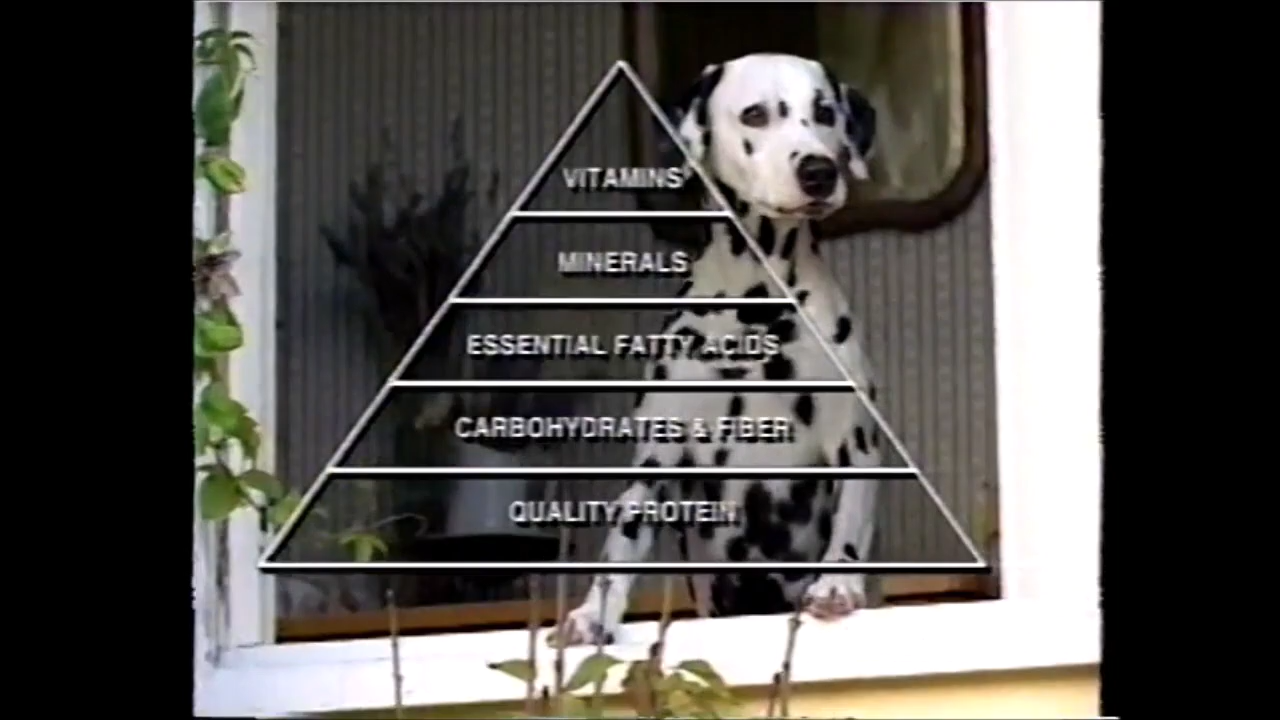 VITAMINS
MINERALS
ESSENTIAL FATTY ACIDS
CARBOHYDRATES & FIBER
QUALITY PROTEIN